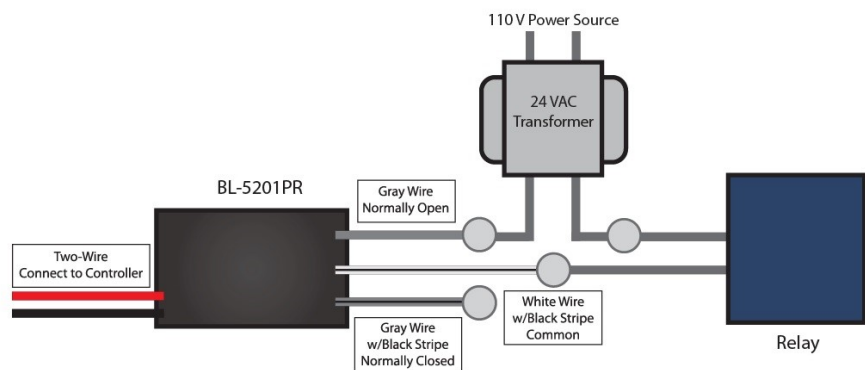 110 V Power Source
24 VAC
Transformer
BL-5201PR
Gray Wire
Normally Open
Two-Wire
Connect to Controller
White Wire
w/Black Stripe
Common
Gray Wire
w/Black Stripe
Normally Closed
Relay